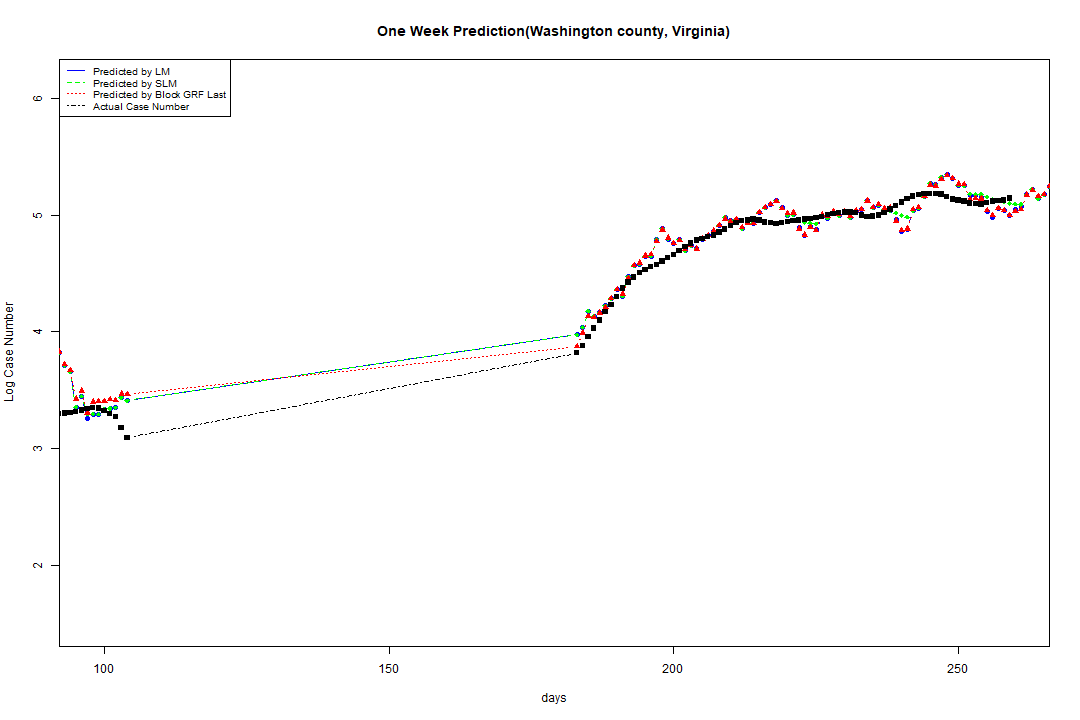 One Week Prediction(Washington county, Virginia)
Predicted by LM
Predicted by SLM
Predicted by Block GRF Last
Actual Case Number
6
5
4
3
2
Log Case Number
100 150 200 250
days